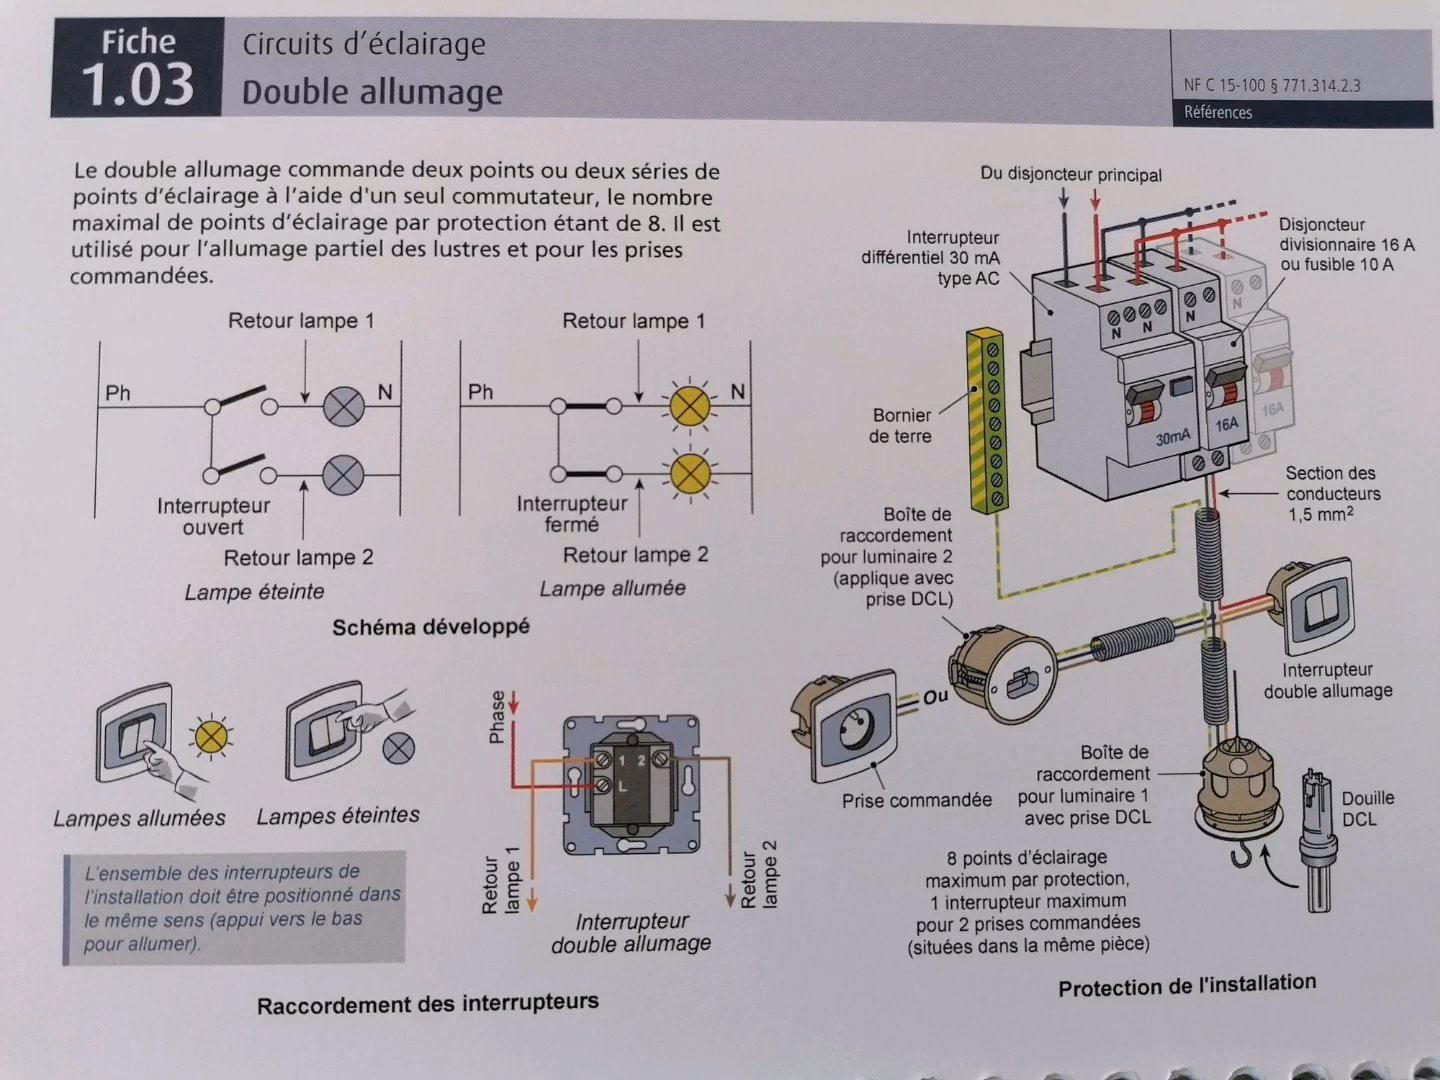 Fiche
1.03
Circuits d'éclairage
Double allumage
NF C 15-100 § 771.314.2.3
Références
Le double allumage commande deux points ou deux séries de
points d'éclairage à l'aide d'un seul commutateur, le nombre
maximal de points d'éclairage par protection étant de 8. Il est
utilisé pour l'allumage partiel des lustres et pour les prises
commandées.
Retour lampe 1
Ph
N
Interrupteur
ouvert
Retour lampe 2
Lampe éteinte
Retour lampe 1
Ph
N
Interrupteur
fermé
Retour lampe 2
Lampe allumée
Schéma développé
Lampes allumées
Lampes éteintes
L'ensemble des interrupteurs de
l'installation doit être positionné dans
le même sens (appui vers le bas
pour allumer).
Phase
1 2
L
Retour
lampe 1
Retour
lampe 2
Interrupteur
double allumage
Raccordement des interrupteurs
Du disjoncteur principal
Interrupteur
différentiel 30 mA
type AC
Disjoncteur
divisionnaire 16 A
ou fusible 10 A
N
N
N
N
30mA
16A
16A
Bornier
de terre
Section des
conducteurs
1,5 mm²
Boîte de
raccordement
pour luminaire 2
(applique avec
prise DCL)
Ou
Interrupteur
double allumage
Prise commandée
Boîte de
raccordement
pour luminaire 1
avec prise DCL
Douille
DCL
8 points d'éclairage
maximum par protection,
1 interrupteur maximum
pour 2 prises commandées
(situées dans la même pièce)
Protection de l'installation